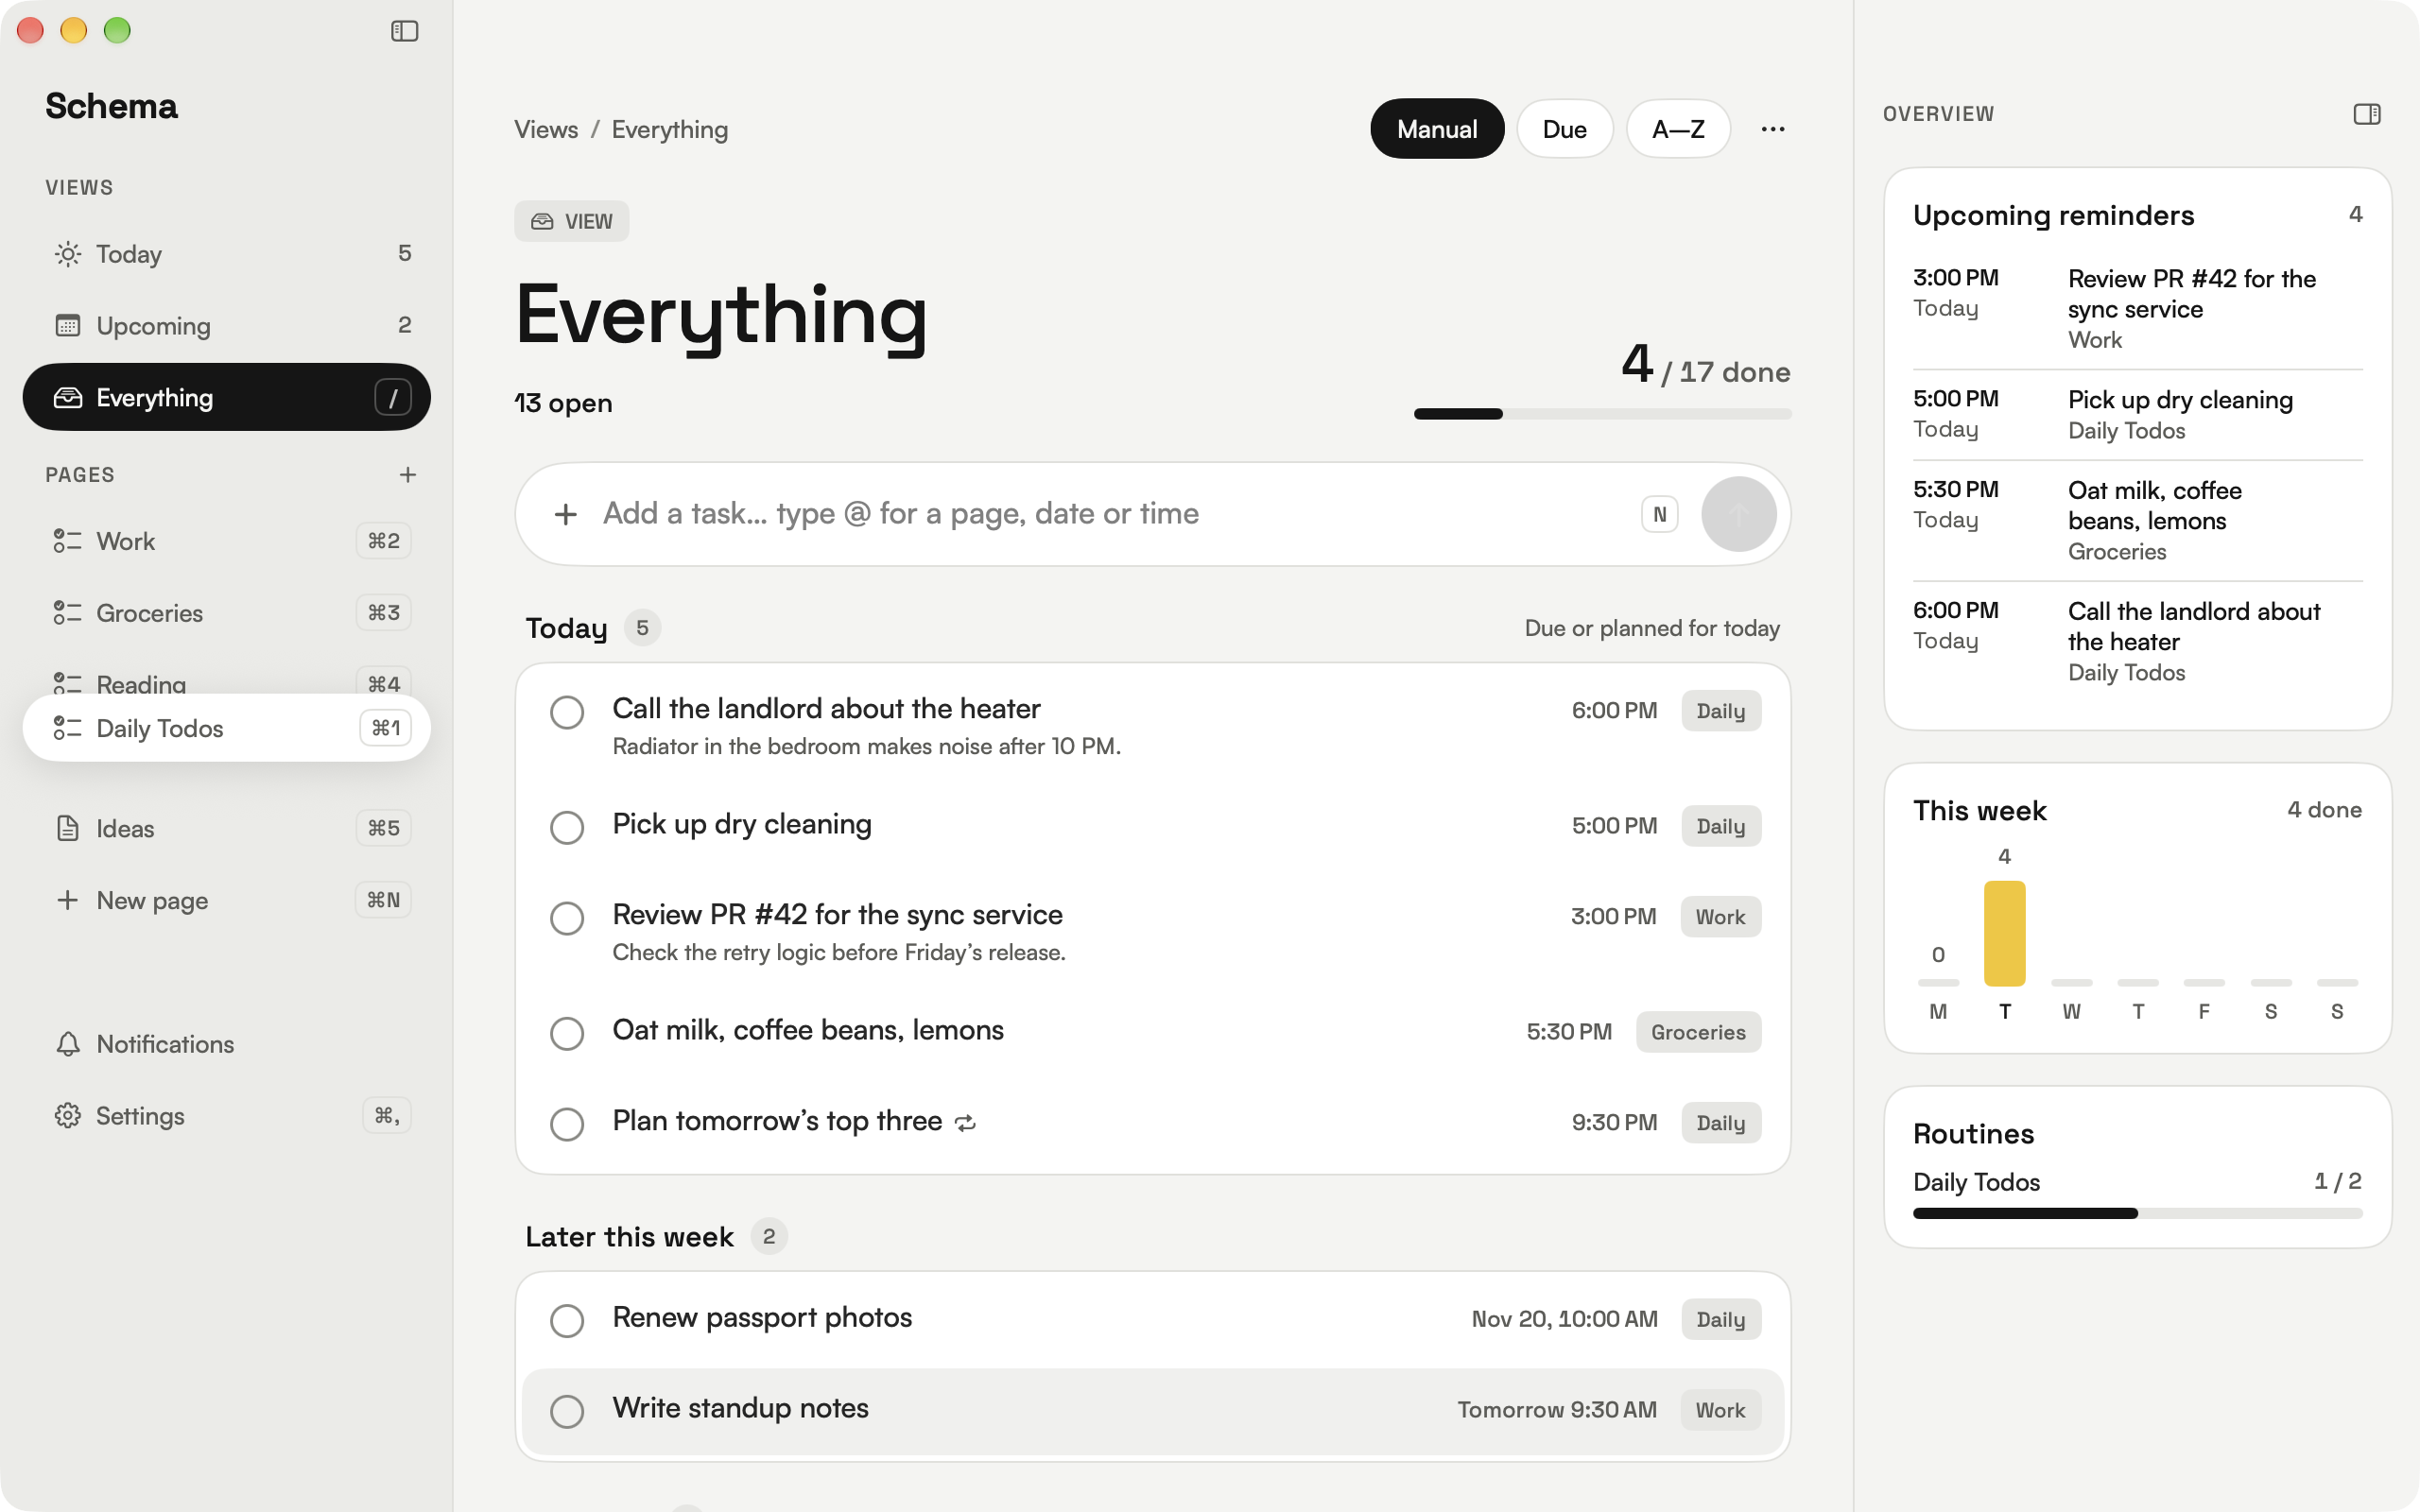 Schema
VIEWS
Today 5
Upcoming 2
Everything /
PAGES +
Work ⌘2
Groceries ⌘3
Reading ⌘4
Daily Todos ⌘1
Ideas ⌘5
+ New page ⌘N
Notifications
Settings ⌘,
Views / Everything
Manual Due A—Z ···
VIEW
Everything
13 open
4 / 17 done
+ Add a task... type @ for a page, date or time N
Today 5 Due or planned for today
Call the landlord about the heater 6:00 PM Daily
Radiator in the bedroom makes noise after 10 PM.
Pick up dry cleaning 5:00 PM Daily
Review PR #42 for the sync service 3:00 PM Work
Check the retry logic before Friday’s release.
Oat milk, coffee beans, lemons 5:30 PM Groceries
Plan tomorrow’s top three 9:30 PM Daily
Later this week 2
Renew passport photos Nov 20, 10:00 AM Daily
Write standup notes Tomorrow 9:30 AM Work
OVERVIEW
Upcoming reminders 4
3:00 PM Review PR #42 for the
Today sync service
Work
5:00 PM Pick up dry cleaning
Today Daily Todos
5:30 PM Oat milk, coffee
Today beans, lemons
Groceries
6:00 PM Call the landlord about
Today the heater
Daily Todos
This week 4 done
4
0
M T W T F S S
Routines
Daily Todos 1 / 2